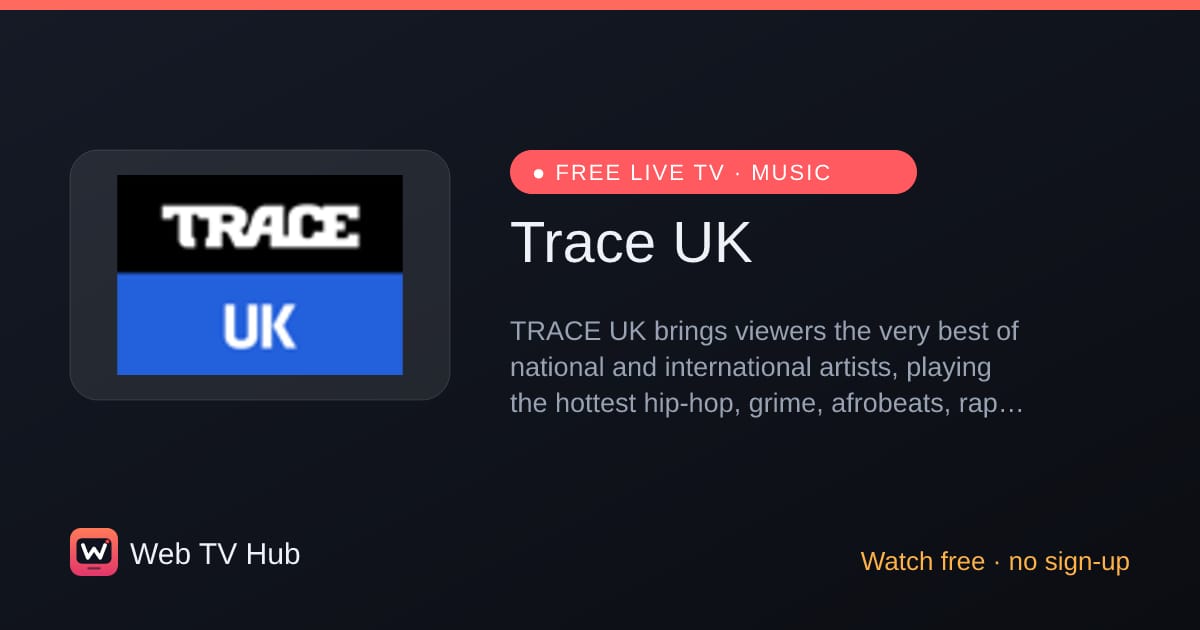 TRACE
UK
FREE LIVE TV · MUSIC
Trace UK
TRACE UK brings viewers the very best of
national and international artists, playing
the hottest hip-hop, grime, afrobeats, rap…
W
Web TV Hub
Watch free · no sign-up